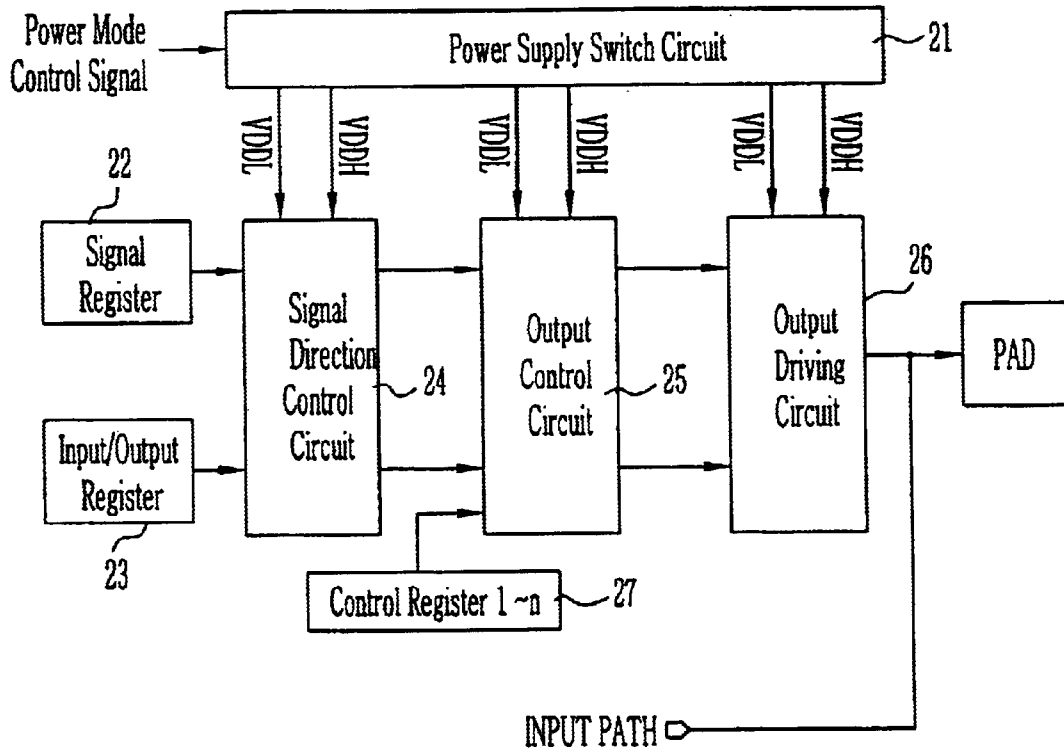 Power Mode
Control Signal
Power Supply Switch Circuit
21
VDDL
VDDH
VDDL
VDDH
VDDL
VDDH
22
Signal
Register
Signal
Direction
Control
Circuit
24
Output
Control
Circuit
25
Output
Driving
Circuit
26
PAD
Input/Output
Register
23
Control Register 1 ~n
27
INPUT PATH